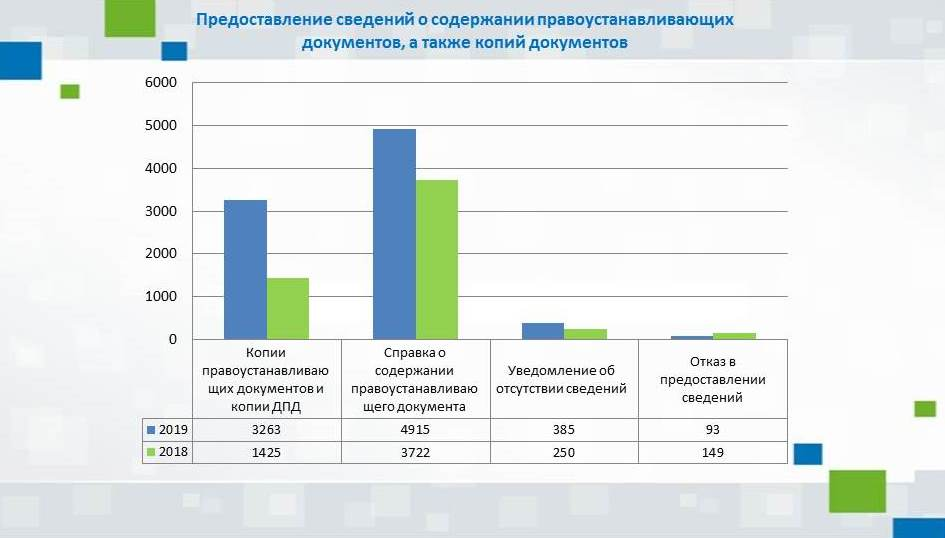 Предоставление сведений о содержании правоустанавливающих
документов, а также копий документов
6000
5000
4000
3000
2000
1000
0
Копии
правоустанавливаю
щих документов и
копии ДПД
Справка о
содержании
правоустанавливаю
щего документа
Уведомление об
отсутствии сведений
Отказ в
предоставлении
сведений
2019 3263 4915 385 93
2018 1425 3722 250 149